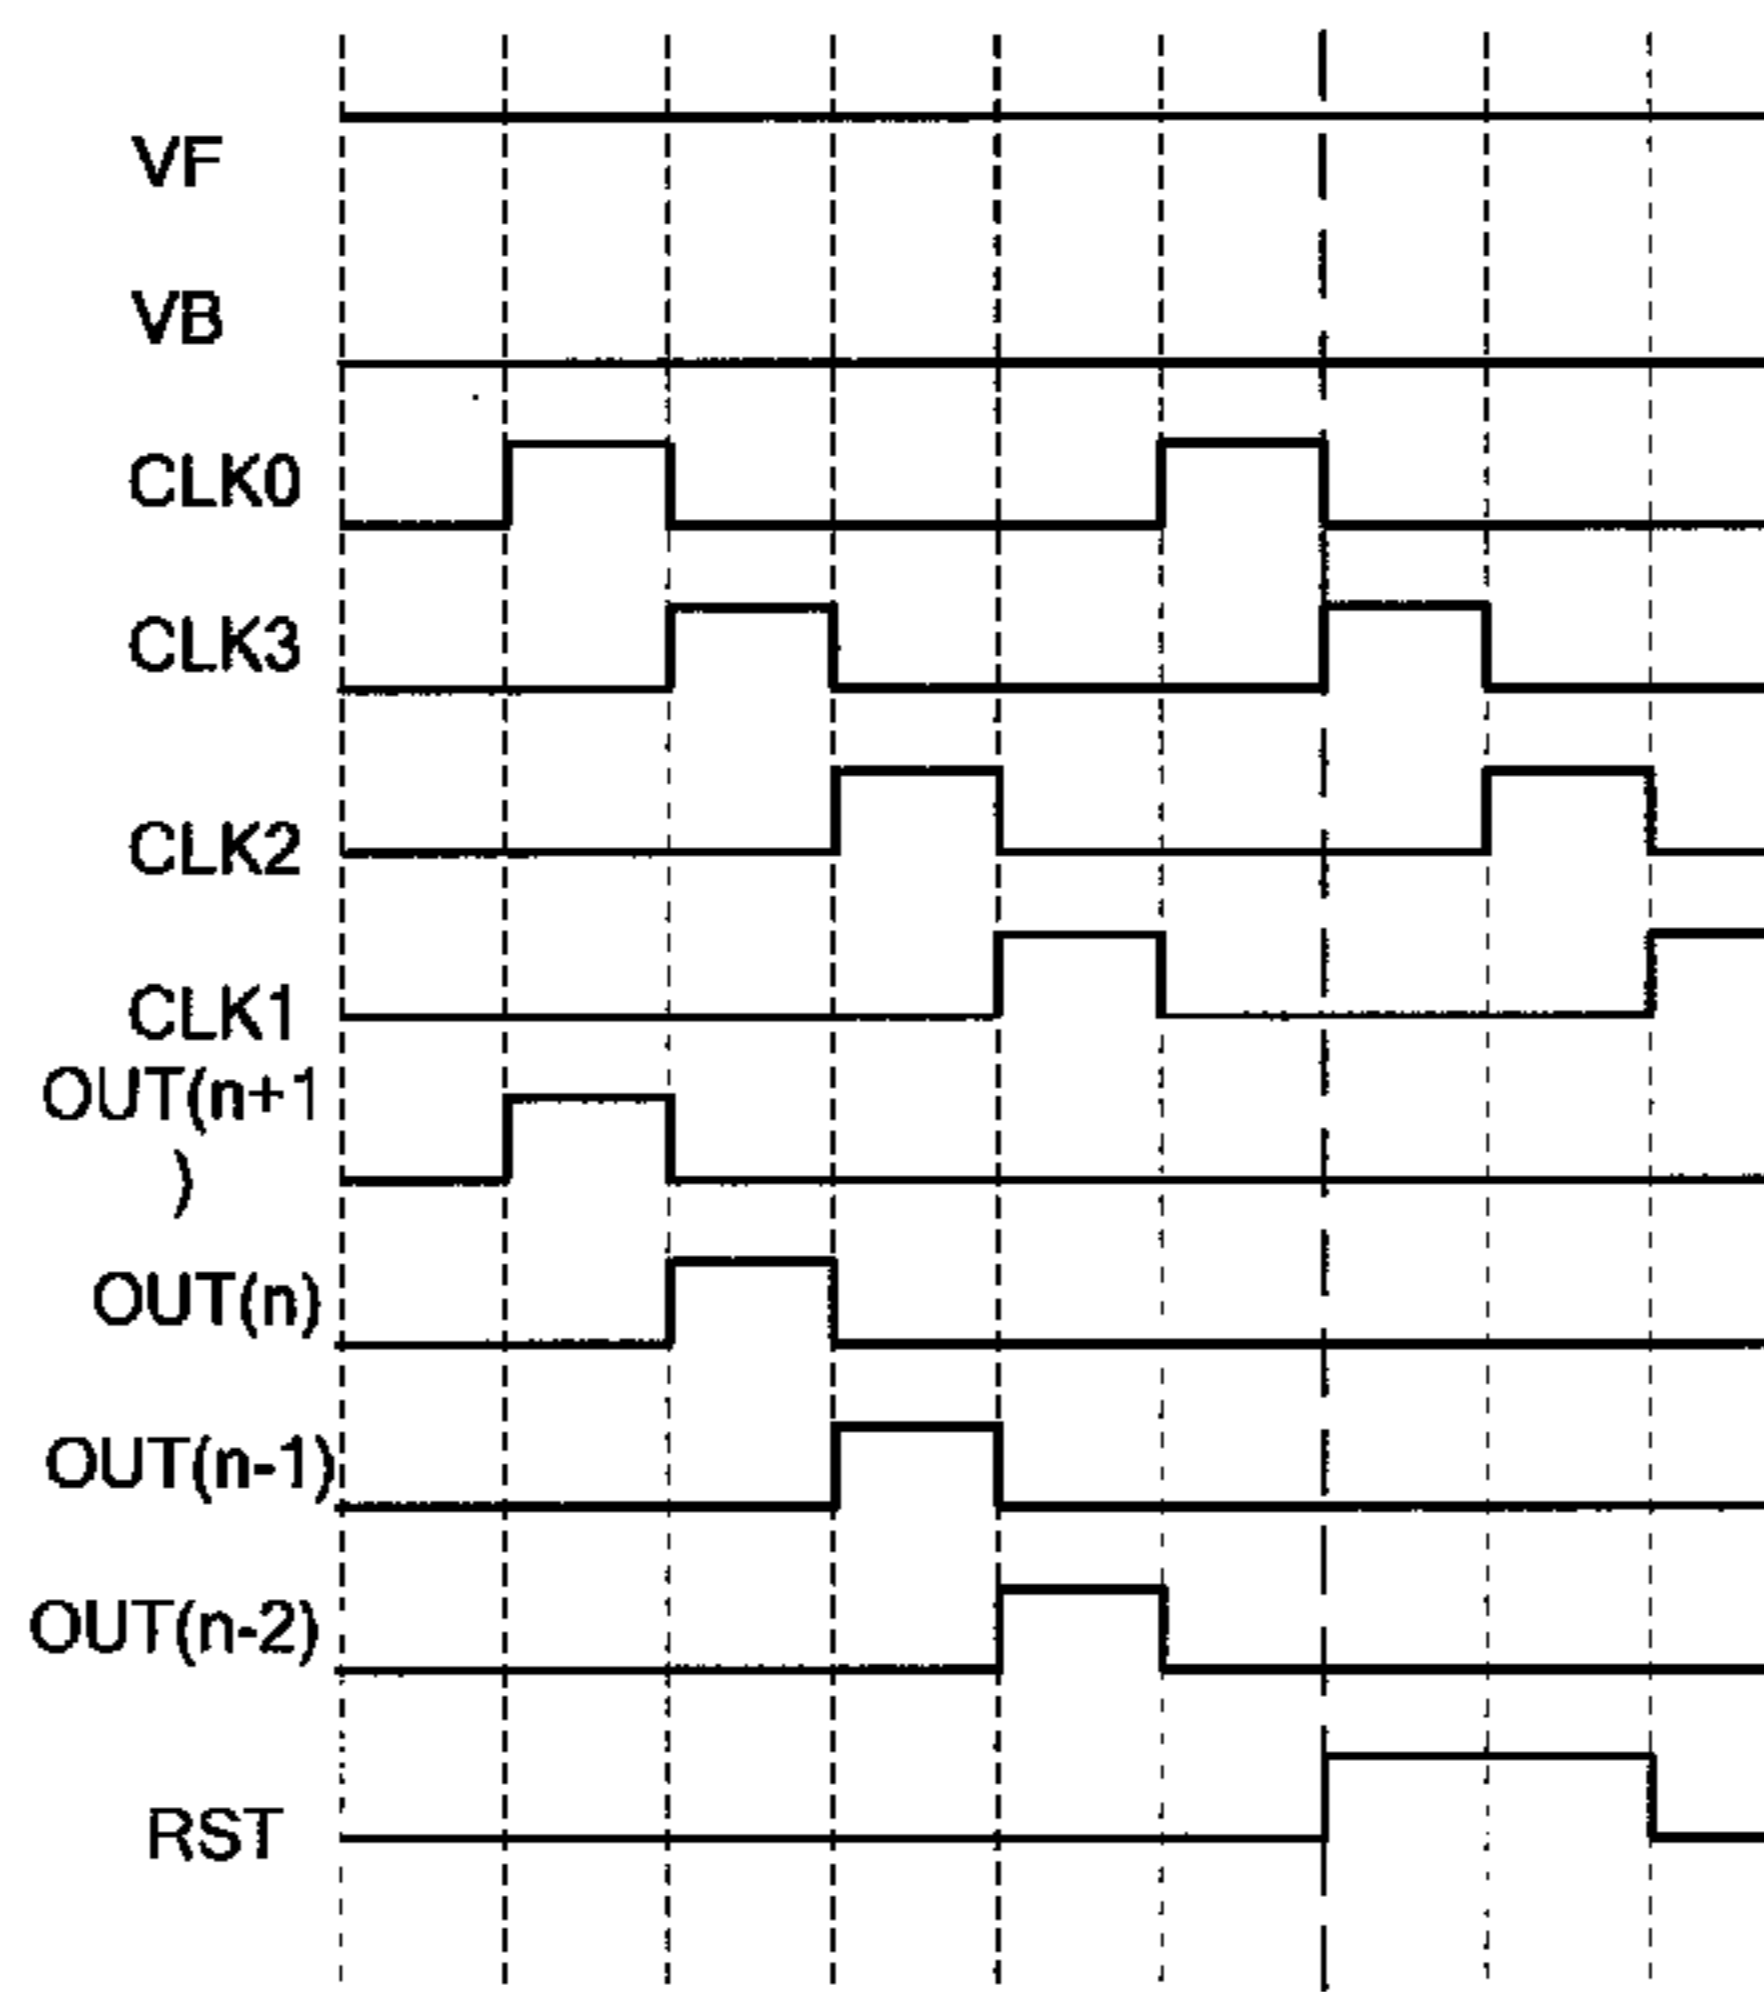 VF
VB
CLK0
CLK3
CLK2
CLK1
OUT(n+1
)
OUT(n)
OUT(n-1)
OUT(n-2)
RST